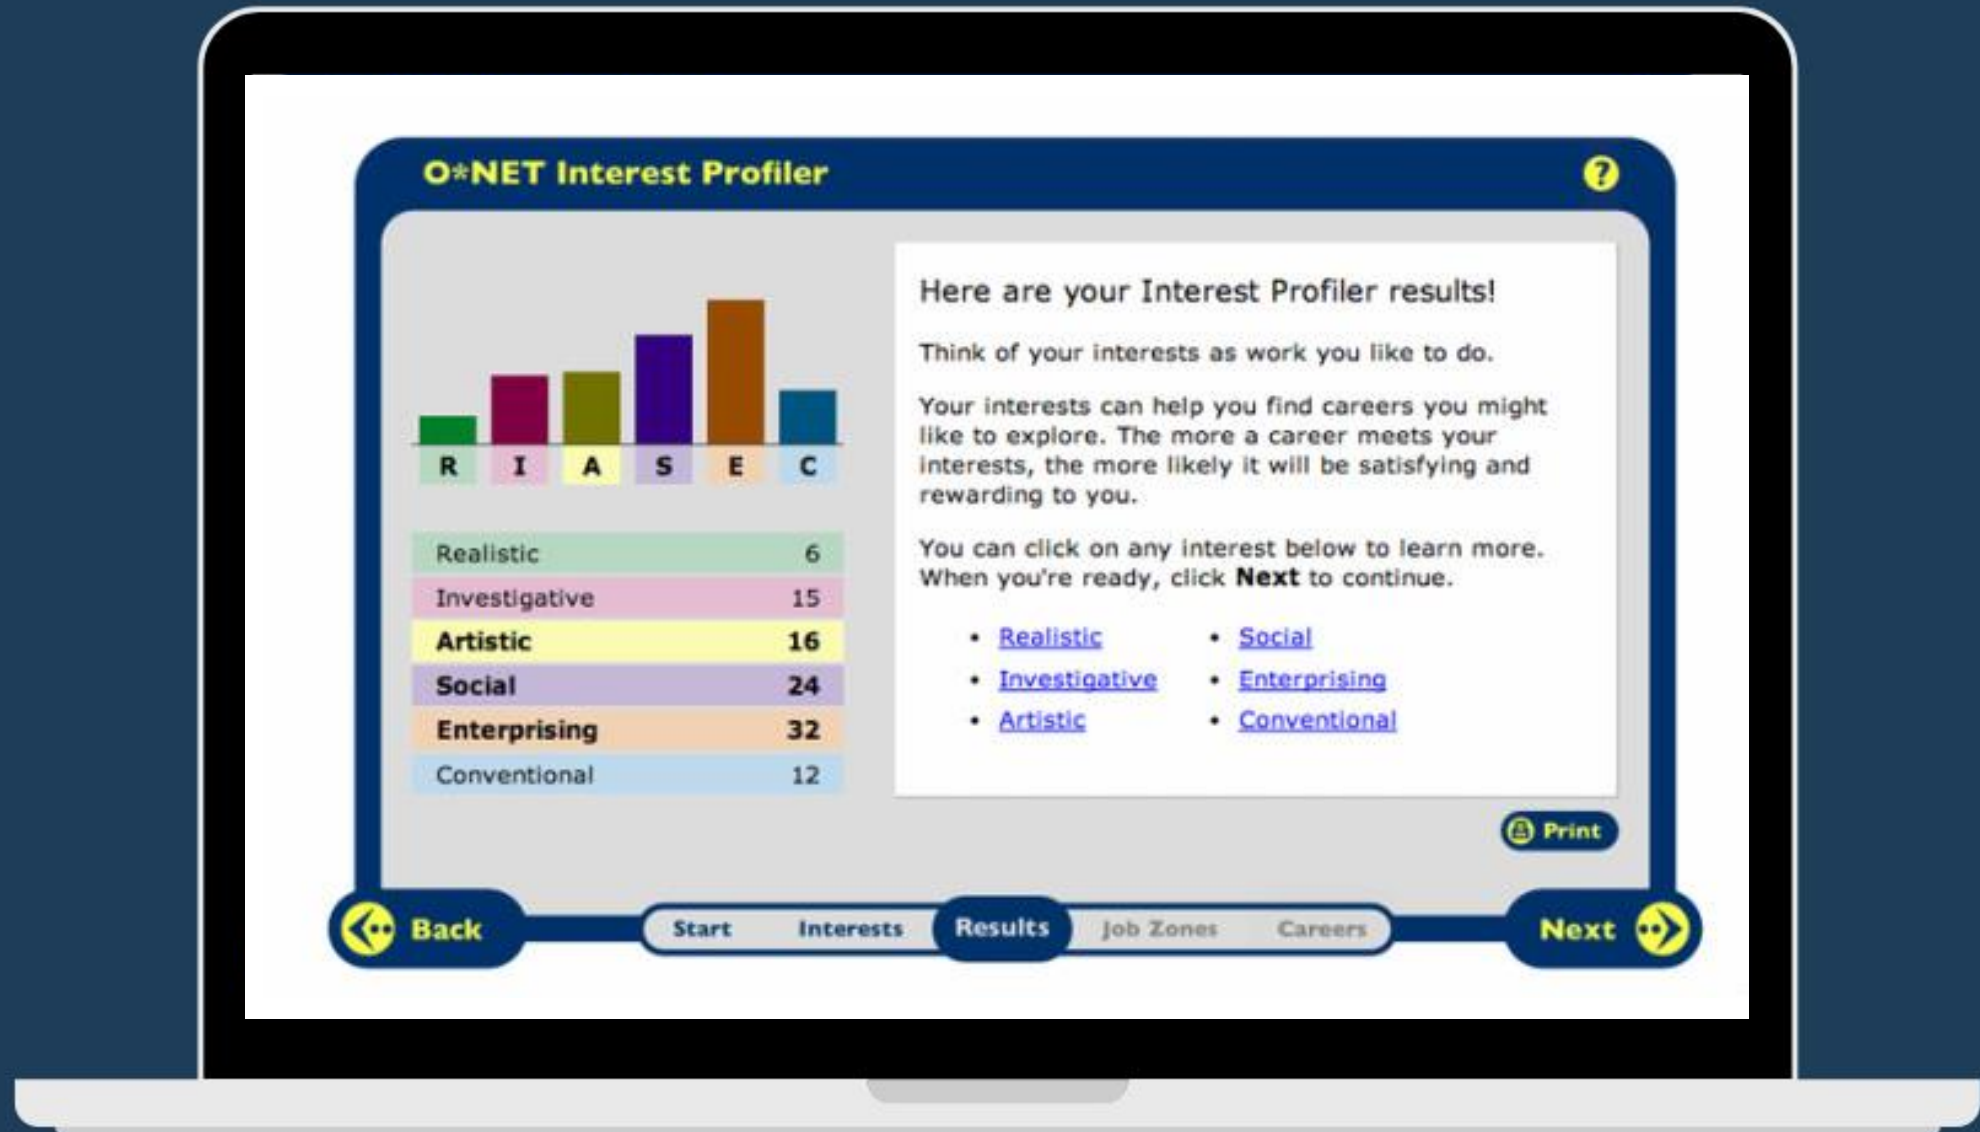 O*NET Interest Profiler
?
R I A S E C
Realistic 6
Investigative 15
Artistic 16
Social 24
Enterprising 32
Conventional 12
Here are your Interest Profiler results!
Think of your interests as work you like to do.
Your interests can help you find careers you might
like to explore. The more a career meets your
interests, the more likely it will be satisfying and
rewarding to you.
You can click on any interest below to learn more.
When you're ready, click Next to continue.
• Realistic • Social
• Investigative • Enterprising
• Artistic • Conventional
Print
Back Start Interests Results Job Zones Careers Next